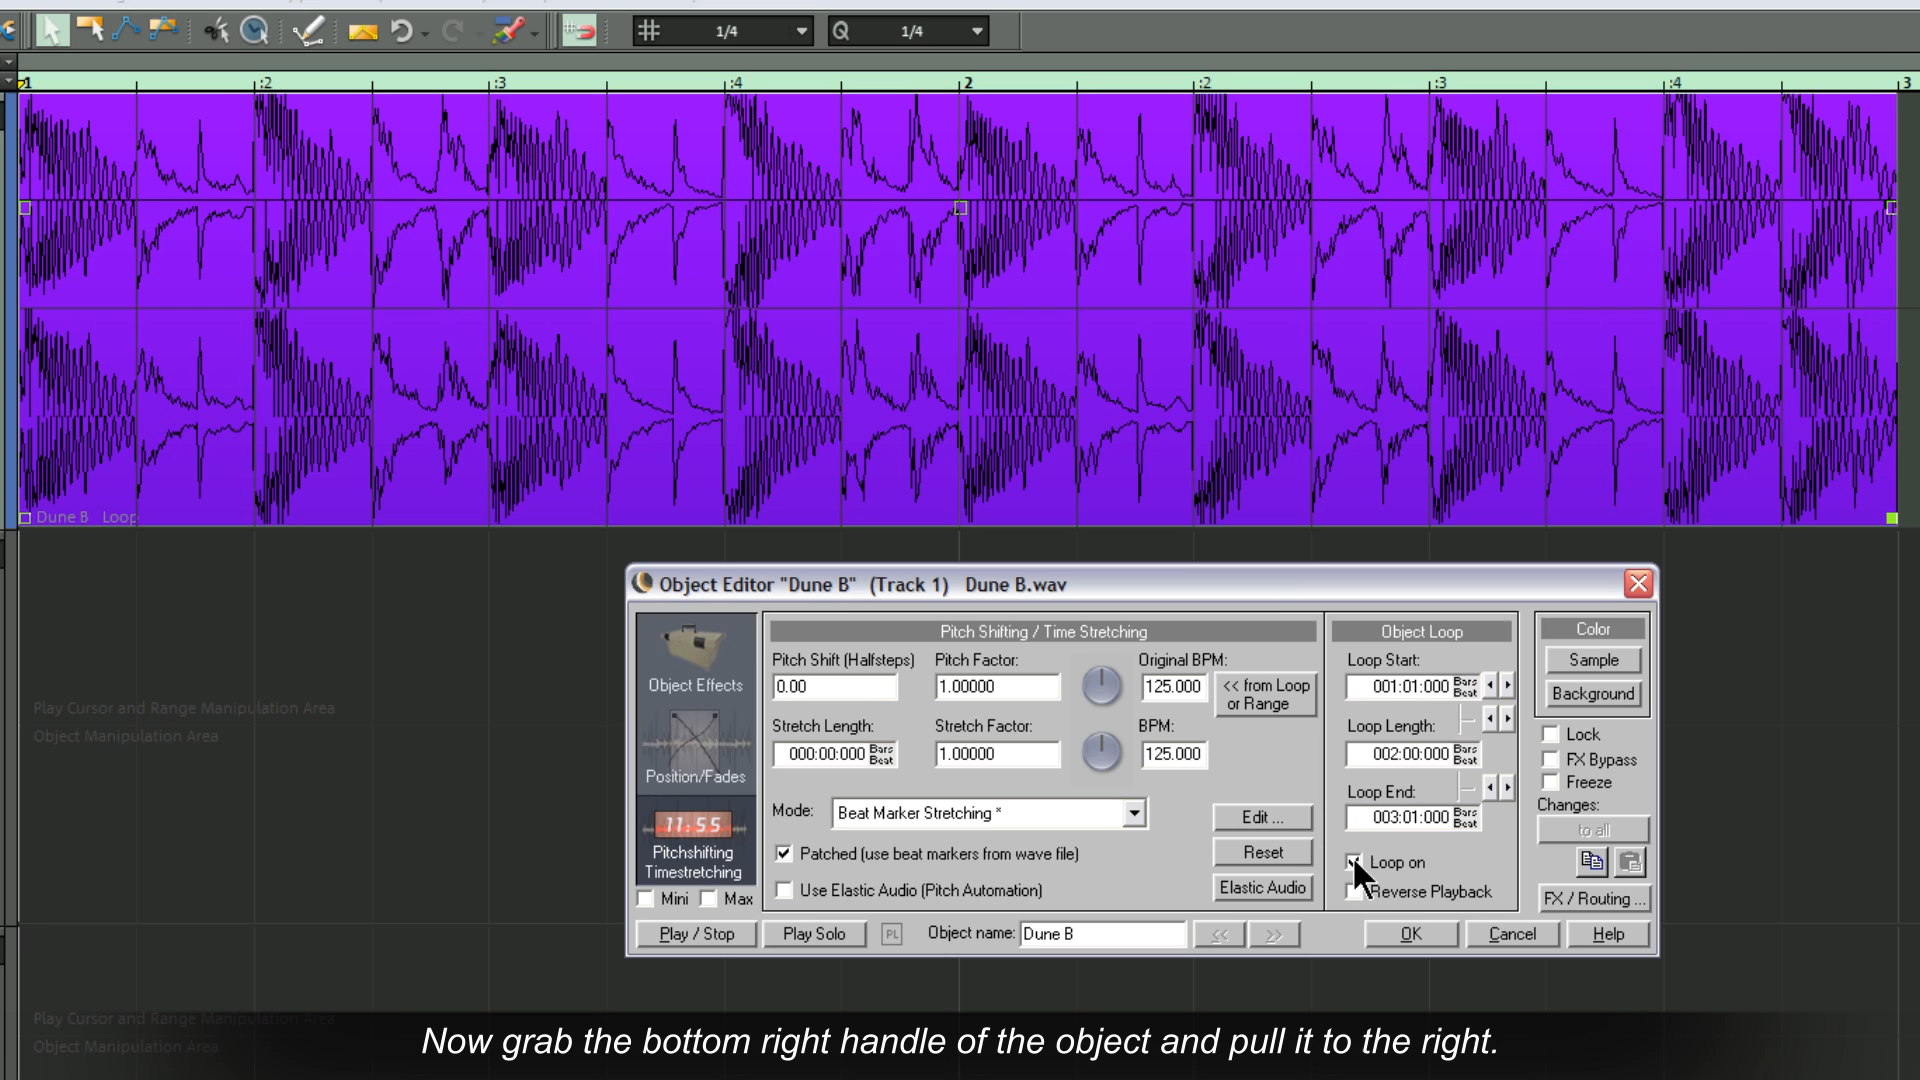 1/4
Q 1/4
1 :2 :3 :4 2 :2 :3 :4 3
Dune B Loop
Object Editor "Dune B" (Track 1) Dune B.wav
Object Effects
Position/Fades
11:55
Pitchshifting
Timestretching
Mini Max
Pitch Shifting / Time Stretching
Pitch Shift (Halfsteps) Pitch Factor: Original BPM:
0.00 1.00000 125.000 << from Loop
or Range
Stretch Length: Stretch Factor: BPM:
000:00:000 Bars
Beat
1.00000 125.000
Mode: Beat Marker Stretching *
Patched (use beat markers from wave file)
Use Elastic Audio (Pitch Automation)
Edit ...
Reset
Elastic Audio
Object Loop
Loop Start:
001:01:000 Bars
Beat
Loop Length:
002:00:000 Bars
Beat
Loop End:
003:01:000 Bars
Beat
Loop on
Reverse Playback
Color
Sample
Background
Lock
FX Bypass
Freeze
Changes:
to all
FX / Routing ...
Play / Stop Play Solo PL Object name: Dune B << >> OK Cancel Help
Play Cursor and Range Manipulation Area
Object Manipulation Area
Play Cursor and Range Manipulation Area
Object Manipulation Area
Now grab the bottom right handle of the object and pull it to the right.